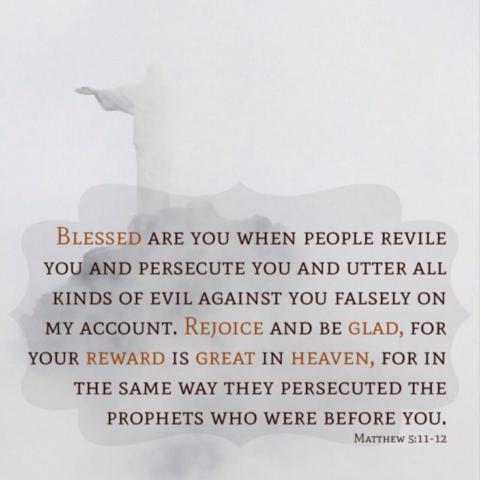 Blessed are you when people revile
you and persecute you and utter all
kinds of evil against you falsely on
my account. Rejoice and be glad, for
your reward is great in heaven, for in
the same way they persecuted the
prophets who were before you.
Matthew 5:11-12